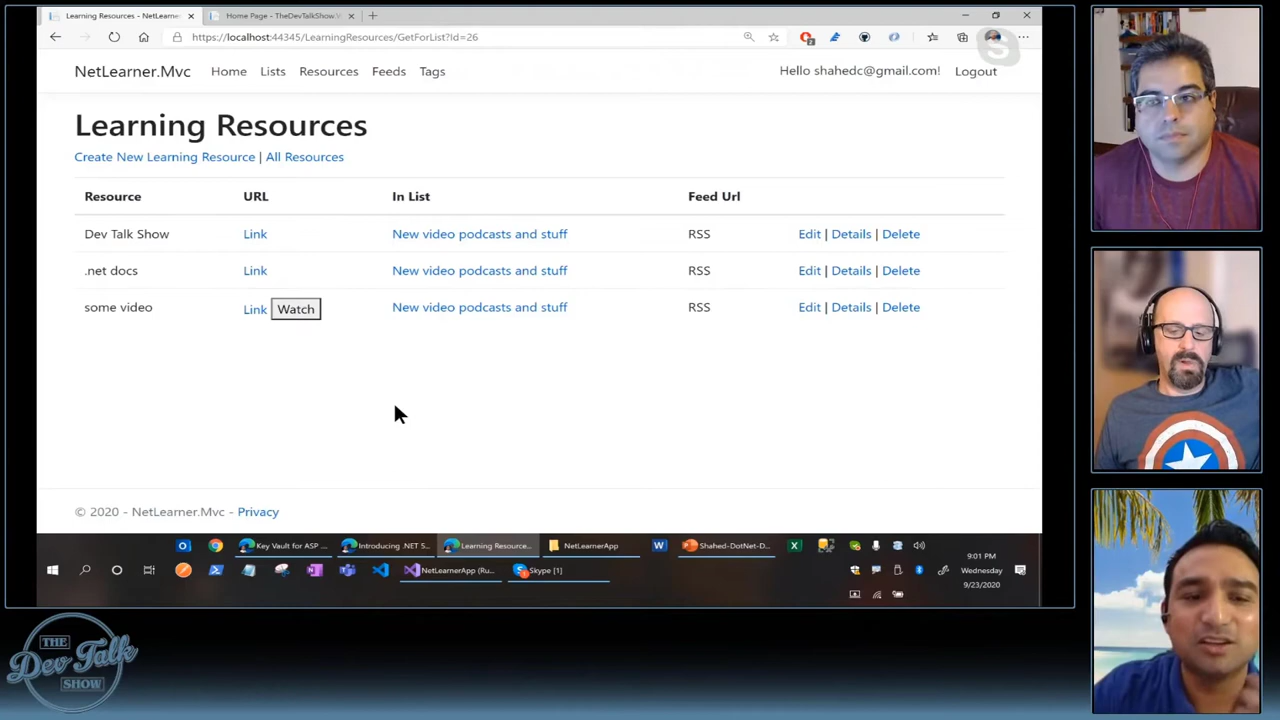 Learning Resources - NetLearne
Home Page - TheDevTalkShow.V
https://localhost:44345/LearningResources/GetForList?Id=26
NetLearner.Mvc Home Lists Resources Feeds Tags Hello shahedc@gmail.com! Logout
Learning Resources
Create New Learning Resource | All Resources
Resource URL In List Feed Url
Dev Talk Show Link New video podcasts and stuff RSS Edit | Details | Delete
.net docs Link New video podcasts and stuff RSS Edit | Details | Delete
some video Link Watch New video podcasts and stuff RSS Edit | Details | Delete
© 2020 - NetLearner.Mvc - Privacy
Key Vault for ASP ... Introducing .NET S... Learning Resource... NetLearnerApp Shahed-DotNet-D...
NetLearnerApp (Ru... Skype [1]
9:01 PM
Wednesday
9/23/2020
THE
Dev Talk
SHOW